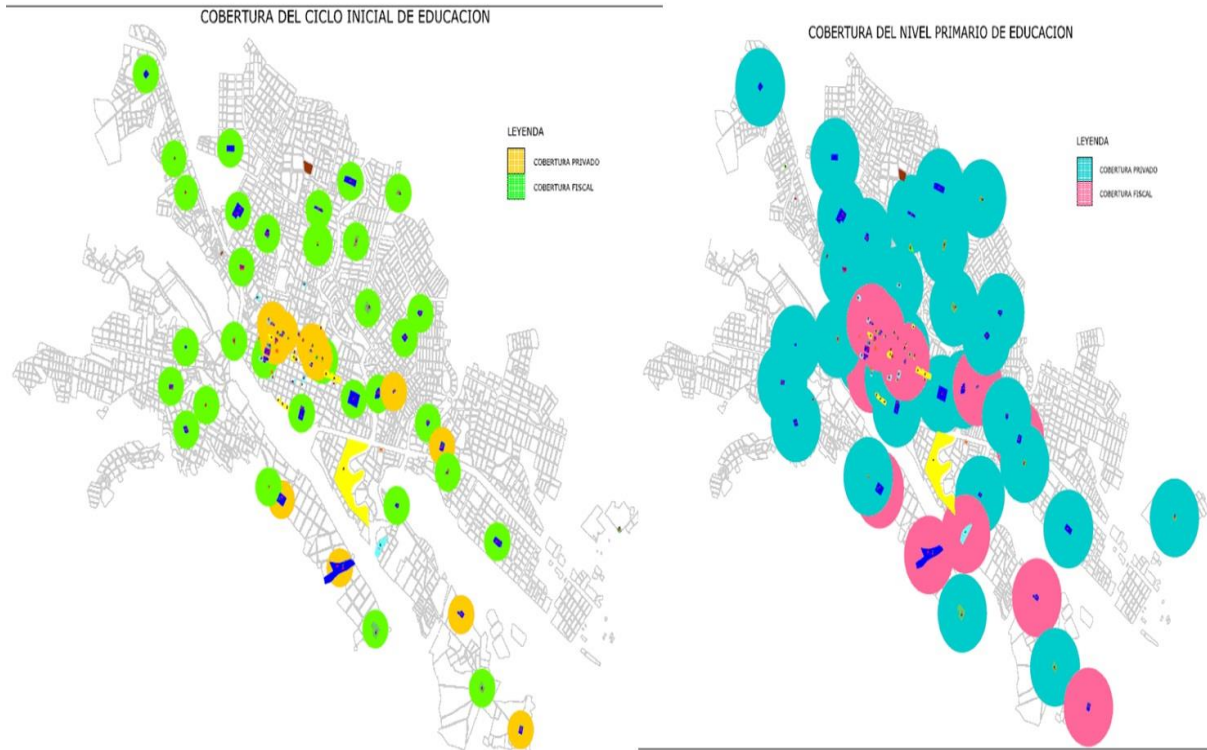 COBERTURA DEL CICLO INICIAL DE EDUCACION
LEYENDA
COBERTURA PRIVADO
COBERTURA FISCAL
COBERTURA DEL NIVEL PRIMARIO DE EDUCACION
LEYENDA
COBERTURA PRIVADO
COBERTURA FISCAL